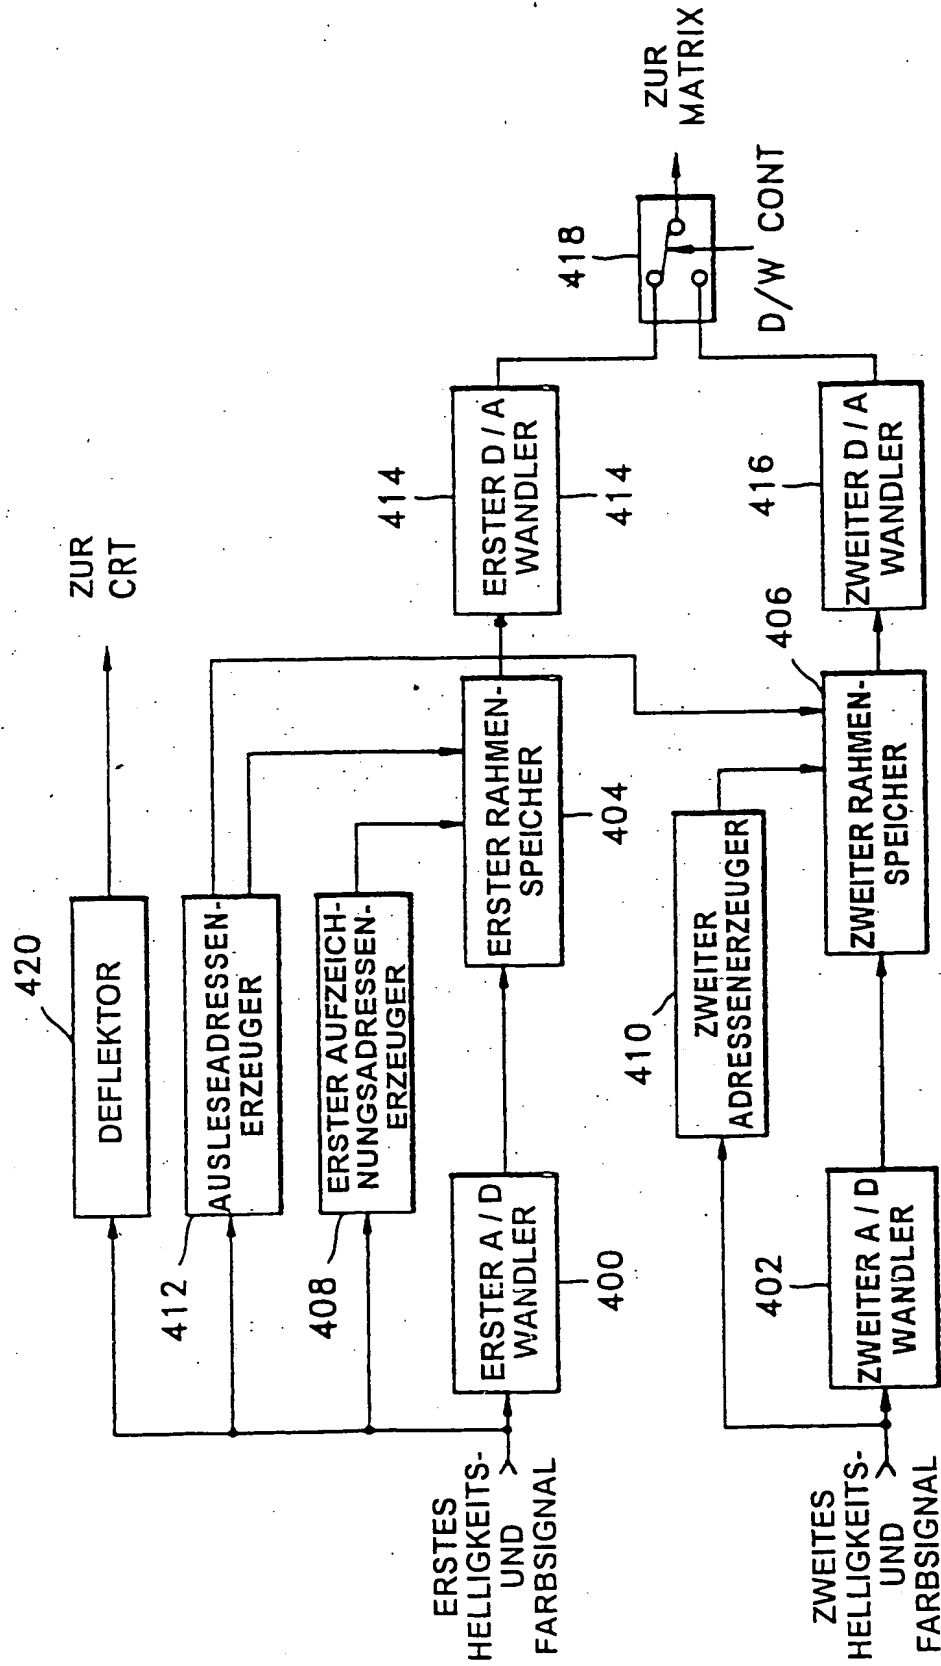 420
DEFLEKTOR
ZUR
CRT
412
AUSLESEADRESSEN-
ERZEUGER
408
ERSTER AUFZEICH-
NUNGSADRESSEN-
ERZEUGER
ERSTES
HELLIGKEITS-
UND
FARBSIGNAL
ERSTER A/D
WANDLER
400
ERSTER RAHMEN-
SPEICHER
404
414
ERSTER D/A
WANDLER
414
418
ZUR
MATRIX
D/W CONT
410
ZWEITER
ADRESSENERZEUGER
ZWEITES
HELLIGKEITS-
UND
FARBSIGNAL
402
ZWEITER A/D
WANDLER
406
ZWEITER RAHMEN-
SPEICHER
416
ZWEITER D/A
WANDLER